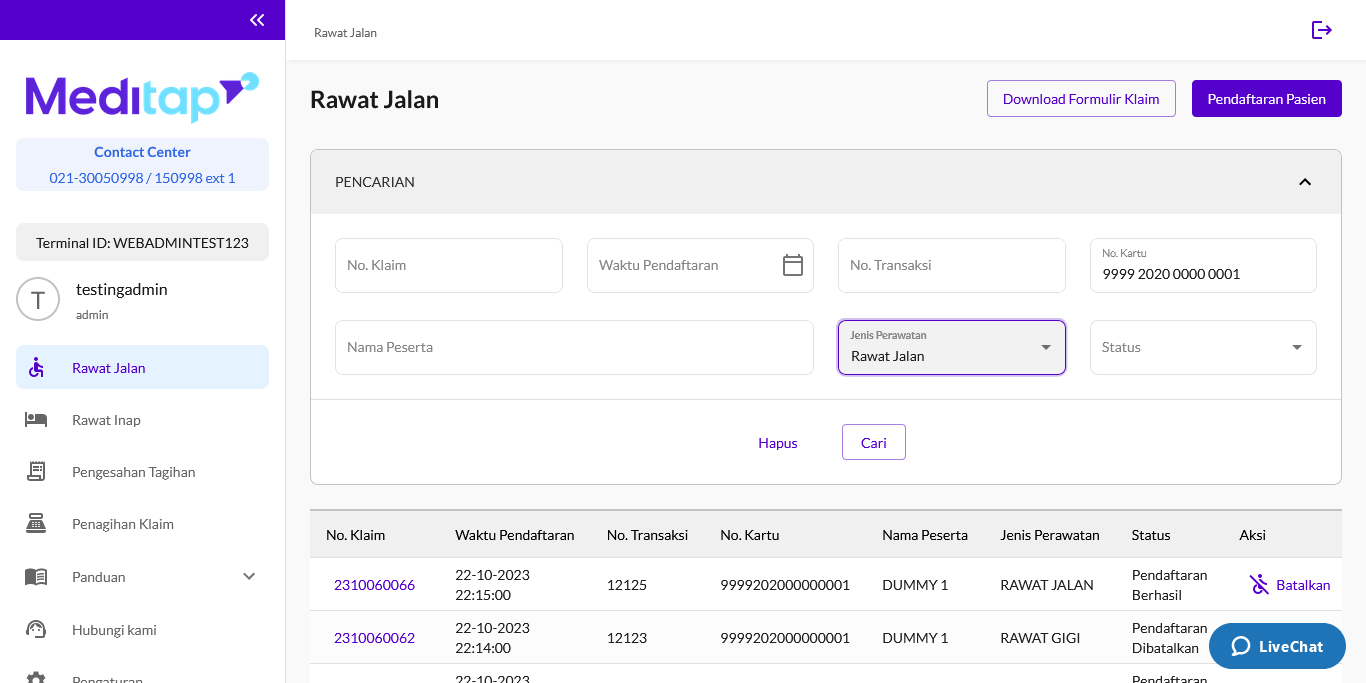 Rawat Jalan
Meditap
Contact Center
021-30050998 / 150998 ext 1
Terminal ID: WEBADMINTEST123
T
testingadmin
admin
Rawat Jalan
Rawat Inap
Pengesahan Tagihan
Penagihan Klaim
Panduan
Hubungi kami
Pengaturan
Rawat Jalan
Download Formulir Klaim
Pendaftaran Pasien
PENCARIAN
No. Klaim
Waktu Pendaftaran
No. Transaksi
No. Kartu
9999 2020 0000 0001
Nama Peserta
Jenis Perawatan
Rawat Jalan
Status
Hapus
Cari
No. Klaim Waktu Pendaftaran No. Transaksi No. Kartu Nama Peserta Jenis Perawatan Status Aksi
2310060066 22-10-2023 22:15:00 12125 9999202000000001 DUMMY 1 RAWAT JALAN Pendaftaran Berhasil Batalkan
2310060062 22-10-2023 22:14:00 12123 9999202000000001 DUMMY 1 RAWAT GIGI Pendaftaran Dibatalkan
22-10-2023 Pendaftaran
LiveChat